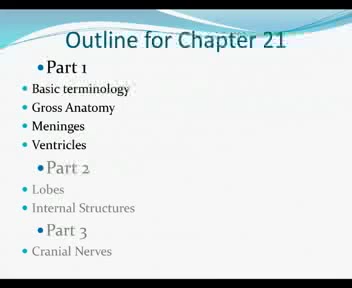 Outline for Chapter 21
•Part 1
• Basic terminology
• Gross Anatomy
• Meninges
• Ventricles
•Part 2
• Lobes
• Internal Structures
•Part 3
• Cranial Nerves